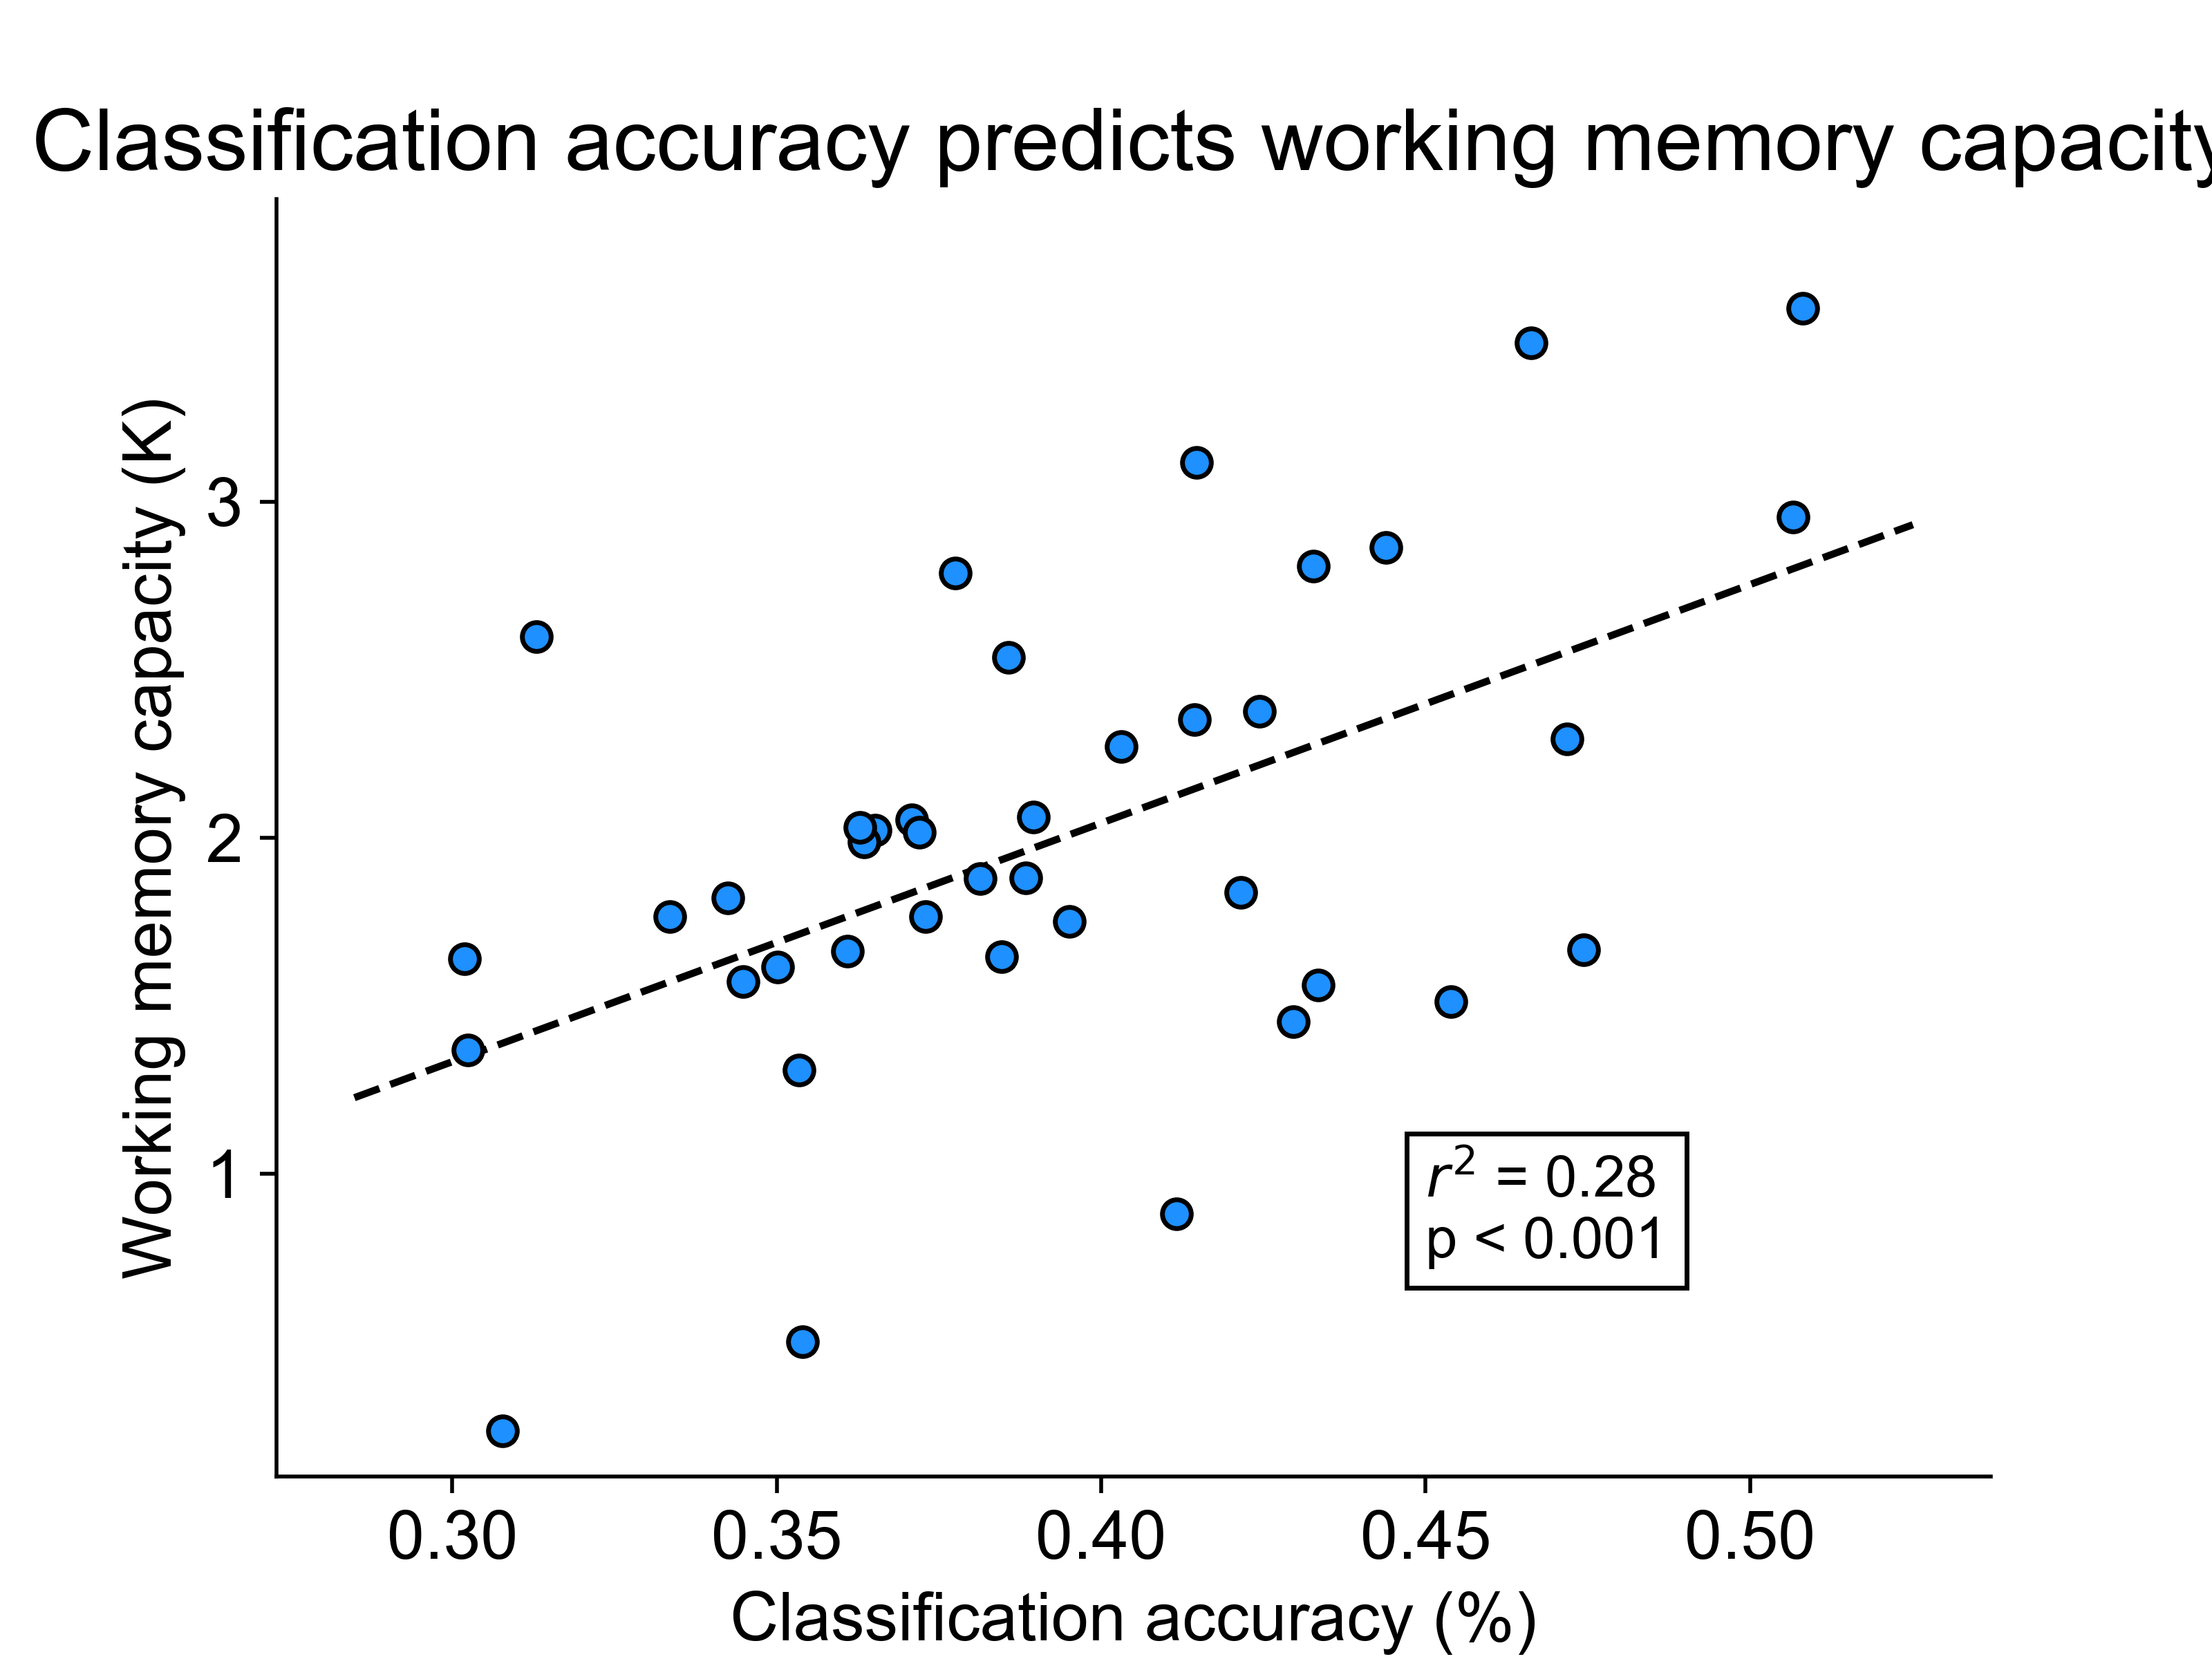 Classification accuracy predicts working memory capacity
Working memory capacity (K)
3
2
1
r² = 0.28
p < 0.001
0.30 0.35 0.40 0.45 0.50
Classification accuracy (%)